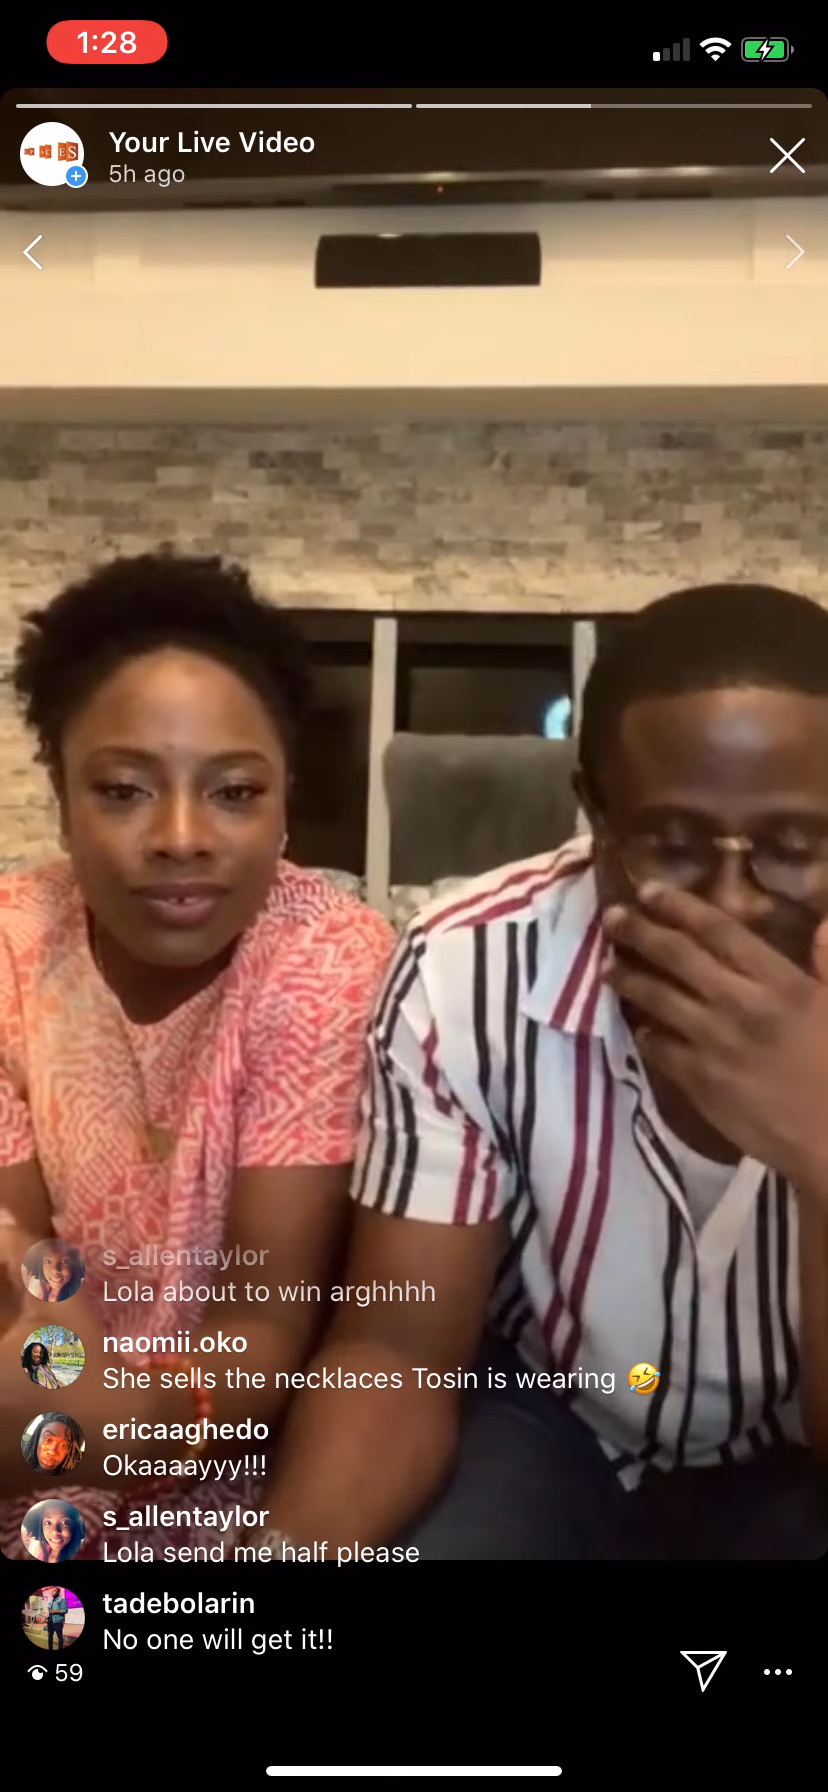 1:28
Your Live Video
5h ago
s_allentaylor
Lola about to win arghhhh
naomii.oko
She sells the necklaces Tosin is wearing 🤣
ericaaghedo
Okaaaayyy!!!
s_allentaylor
Lola send me half please
tadebolarin
No one will get it!!
59